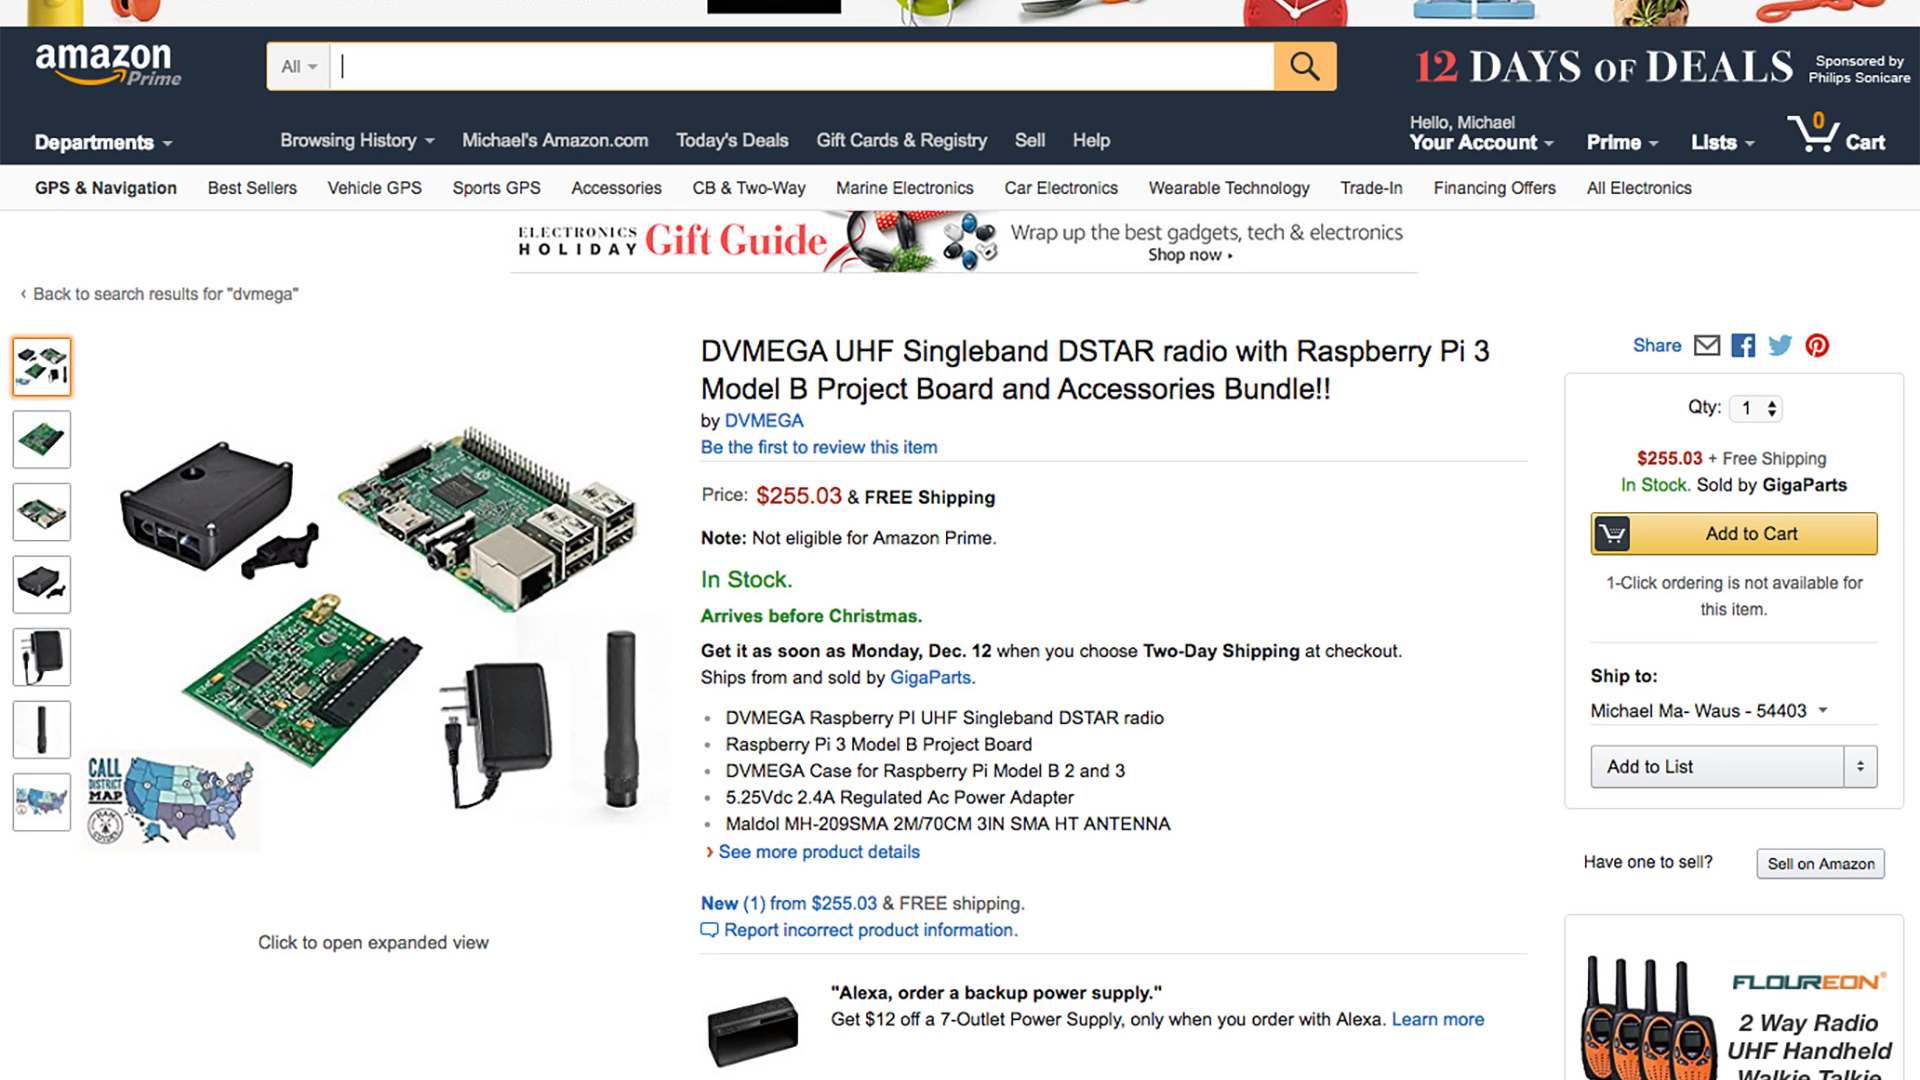 amazon
Prime
All
12 DAYS OF DEALS
Sponsored by
Philips Sonicare
Departments
Browsing History
Michael's Amazon.com
Today's Deals
Gift Cards & Registry
Sell
Help
Hello, Michael
Your Account
Prime
Lists
0
Cart
GPS & Navigation
Best Sellers
Vehicle GPS
Sports GPS
Accessories
CB & Two-Way
Marine Electronics
Car Electronics
Wearable Technology
Trade-In
Financing Offers
All Electronics
ELECTRONICS
HOLIDAY
Gift Guide
Wrap up the best gadgets, tech & electronics
Shop now ›
‹ Back to search results for "dvmega"
CALL
DISTRICT
MAP
HAM
Click to open expanded view
DVMEGA UHF Singleband DSTAR radio with Raspberry Pi 3
Model B Project Board and Accessories Bundle!!
by DVMEGA
Be the first to review this item
Price: $255.03 & FREE Shipping
Note: Not eligible for Amazon Prime.
In Stock.
Arrives before Christmas.
Get it as soon as Monday, Dec. 12 when you choose Two-Day Shipping at checkout.
Ships from and sold by GigaParts.
• DVMEGA Raspberry PI UHF Singleband DSTAR radio
• Raspberry Pi 3 Model B Project Board
• DVMEGA Case for Raspberry Pi Model B 2 and 3
• 5.25Vdc 2.4A Regulated Ac Power Adapter
• Maldol MH-209SMA 2M/70CM 3IN SMA HT ANTENNA
› See more product details
New (1) from $255.03 & FREE shipping.
Report incorrect product information.
"Alexa, order a backup power supply."
Get $12 off a 7-Outlet Power Supply, only when you order with Alexa. Learn more
Share
Qty: 1
$255.03 + Free Shipping
In Stock. Sold by GigaParts
Add to Cart
1-Click ordering is not available for
this item.
Ship to:
Michael Ma- Waus - 54403
Add to List
Have one to sell?
Sell on Amazon
FLOUREON®
2 Way Radio
UHF Handheld
Walkie Talkie